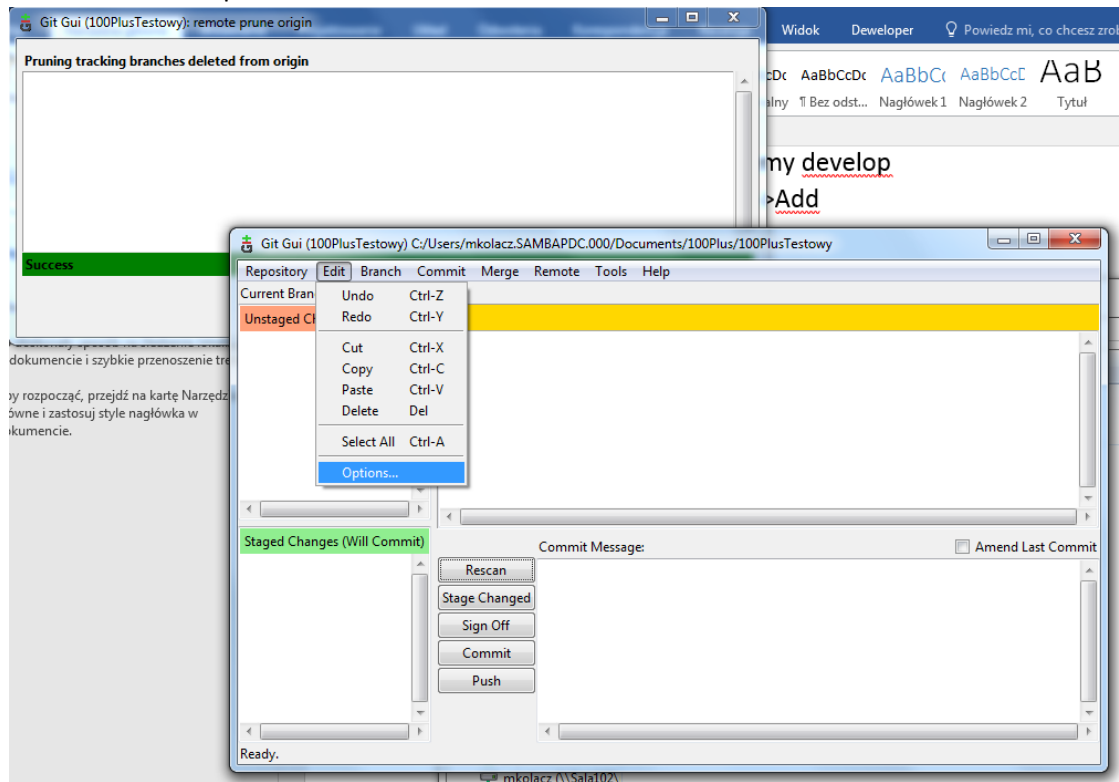 Git Gui (100PlusTestowy): remote prune origin
Pruning tracking branches deleted from origin
Success
Widok Deweloper Powiedz mi, co chcesz zrob
AaBbCcDc AaBbC AaBbCcE AaB
¶ Bez odst... Nagłówek 1 Nagłówek 2 Tytuł
my develop
>Add
dokumencie i szybkie przenoszenie tre
by rozpocząć, przejdź na kartę Narzędz
ówne i zastosuj style nagłówka w
okumencie.
Git Gui (100PlusTestowy) C:/Users/mkolacz.SAMBAPDC.000/Documents/100Plus/100PlusTestowy
Repository Edit Branch Commit Merge Remote Tools Help
Current Bran
Unstaged Ch
Undo Ctrl-Z
Redo Ctrl-Y
Cut Ctrl-X
Copy Ctrl-C
Paste Ctrl-V
Delete Del
Select All Ctrl-A
Options...
Staged Changes (Will Commit)
Commit Message:
Amend Last Commit
Rescan
Stage Changed
Sign Off
Commit
Push
Ready.
mkolacz (\\Sala102\